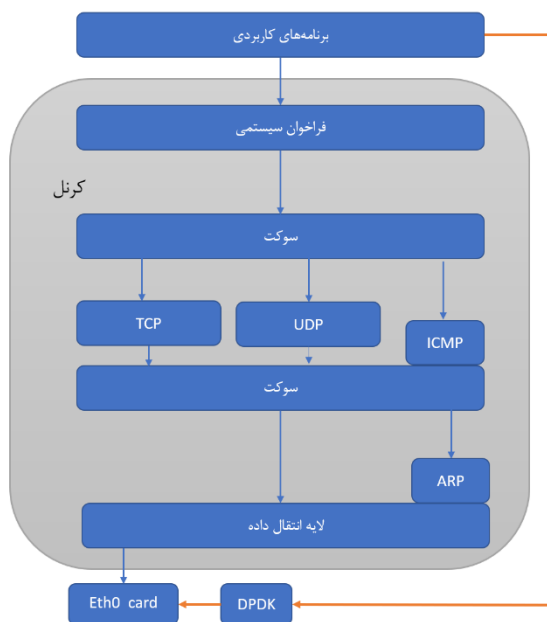 برنامه‌های کاربردی
فراخوان سیستمی
کرنل
سوکت
TCP
UDP
ICMP
سوکت
ARP
لایه انتقال داده
Eth0 card
DPDK